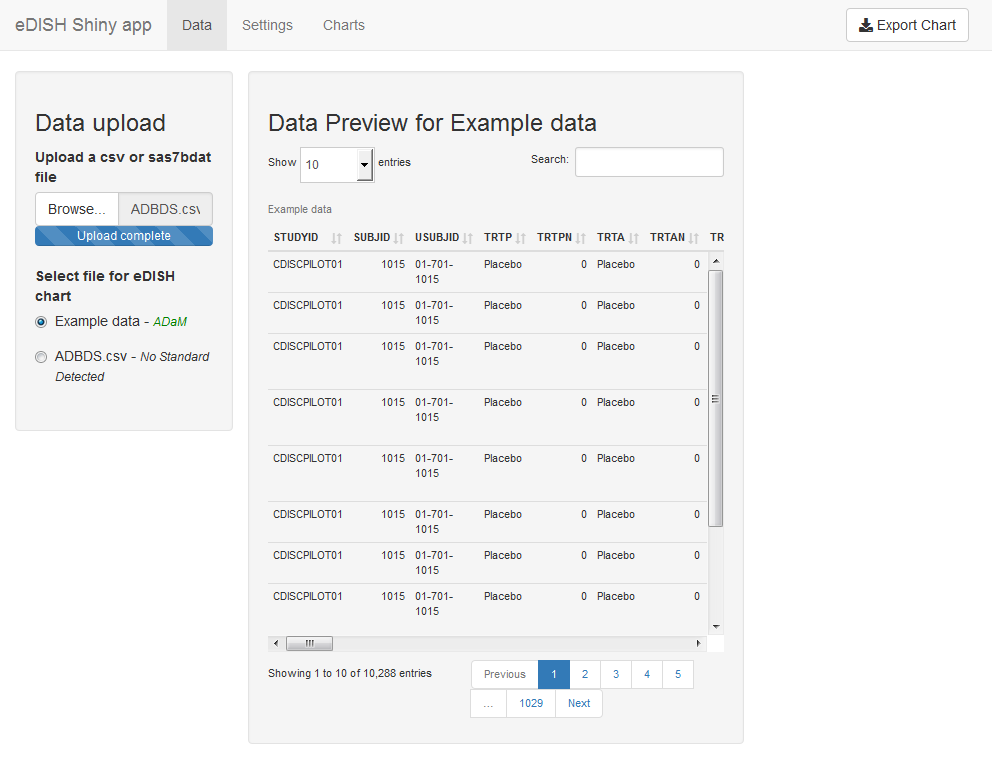 eDISH Shiny app Data Settings Charts Export Chart
Data upload
Upload a csv or sas7bdat
file
Browse... ADBDS.csv
Upload complete
Select file for eDISH
chart
Example data - ADaM
ADBDS.csv - No Standard
Detected
Data Preview for Example data
Show 10 entries Search:
Example data
STUDYID SUBJID USUBJID TRTP TRTPN TRTA TRTAN TR
CDISCPILOT01 1015 01-701- Placebo 0 Placebo 0
1015
CDISCPILOT01 1015 01-701- Placebo 0 Placebo 0
1015
CDISCPILOT01 1015 01-701- Placebo 0 Placebo 0
1015
CDISCPILOT01 1015 01-701- Placebo 0 Placebo 0
1015
CDISCPILOT01 1015 01-701- Placebo 0 Placebo 0
1015
CDISCPILOT01 1015 01-701- Placebo 0 Placebo 0
1015
CDISCPILOT01 1015 01-701- Placebo 0 Placebo 0
1015
CDISCPILOT01 1015 01-701- Placebo 0 Placebo 0
1015
Showing 1 to 10 of 10,288 entries Previous 1 2 3 4 5
... 1029 Next